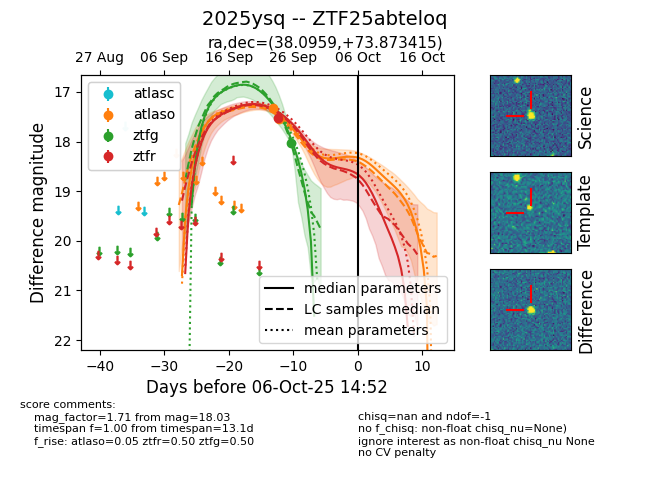 2025ysq -- ZTF25abteloq
ra,dec=(38.0959,+73.873415)
27 Aug 06 Sep 16 Sep 26 Sep 06 Oct 16 Oct
17
18
19
20
21
22
Difference magnitude
atlasc
atlaso
ztfg
ztfr
median parameters
LC samples median
mean parameters
−40 −30 −20 −10 0 10
Days before 06-Oct-25 14:52
Science
Template
Difference
score comments:
mag_factor=1.71 from mag=18.03
timespan f=1.00 from timespan=13.1d
f_rise: atlaso=0.05 ztfr=0.50 ztfg=0.50
chisq=nan and ndof=-1
no f_chisq: non-float chisq_nu=None)
ignore interest as non-float chisq_nu None
no CV penalty